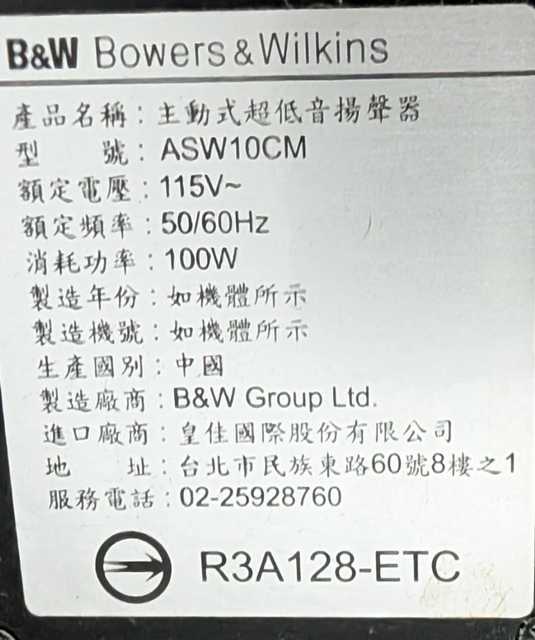 B&W Bowers & Wilkins
產品名稱：主動式超低音揚聲器
型　　號：ASW10CM
額定電壓：115V~
額定頻率：50/60Hz
消耗功率：100W
製造年份：如機體所示
製造機號：如機體所示
生產國別：中國
製造廠商：B&W Group Ltd.
進口廠商：皇佳國際股份有限公司
地　　址：台北市民族東路60號8樓之1
服務電話：02-25928760
R3A128-ETC